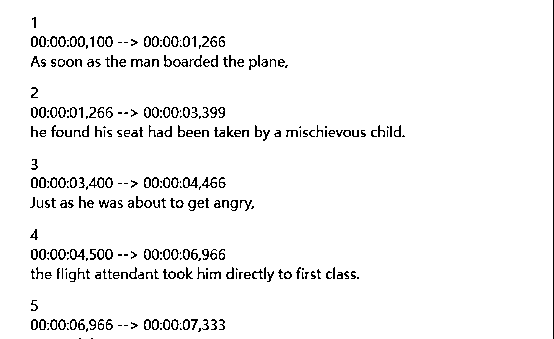 1
00:00:00,100 --> 00:00:01,266
As soon as the man boarded the plane,
2
00:00:01,266 --> 00:00:03,399
he found his seat had been taken by a mischievous child.
3
00:00:03,400 --> 00:00:04,466
Just as he was about to get angry,
4
00:00:04,500 --> 00:00:06,966
the flight attendant took him directly to first class.
5
00:00:06,966 --> 00:00:07,333